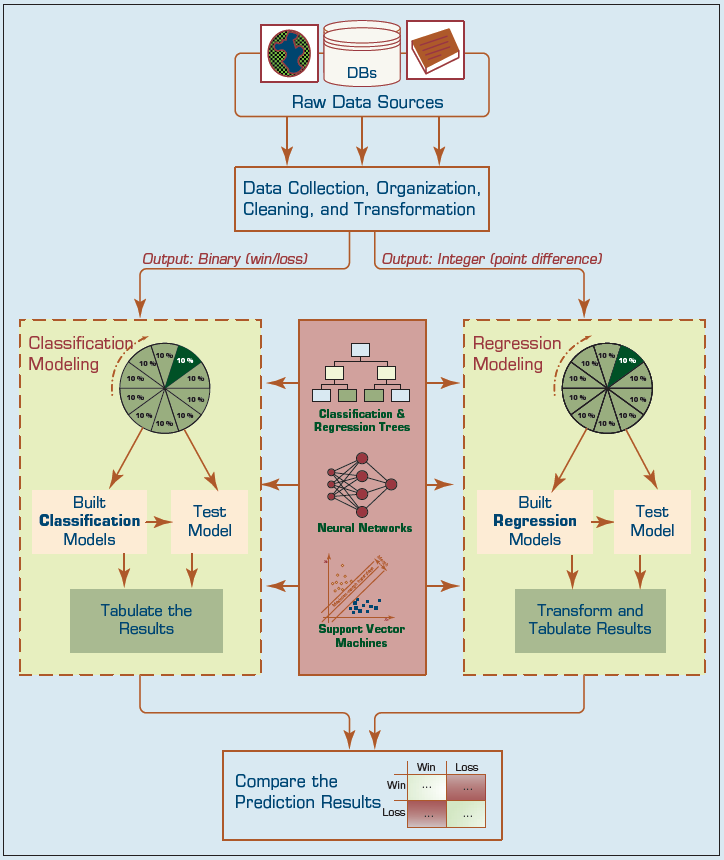 DBs
Raw Data Sources
Data Collection, Organization,
Cleaning, and Transformation
Output: Binary (win/loss)
Output: Integer (point difference)
Classification
Modeling
10 %
10 %
10 %
10 %
10 %
10 %
10 %
10 %
10 %
10 %
Built
Classification
Models
Test
Model
Tabulate the
Results
Classification &
Regression Trees
Neural Networks
Support Vector
Machines
Regression
Modeling
10 %
10 %
10 %
10 %
10 %
10 %
10 %
10 %
10 %
10 %
Built
Regression
Models
Test
Model
Transform and
Tabulate Results
Compare the
Prediction Results
Win Loss
Win ... ...
Loss ... ...